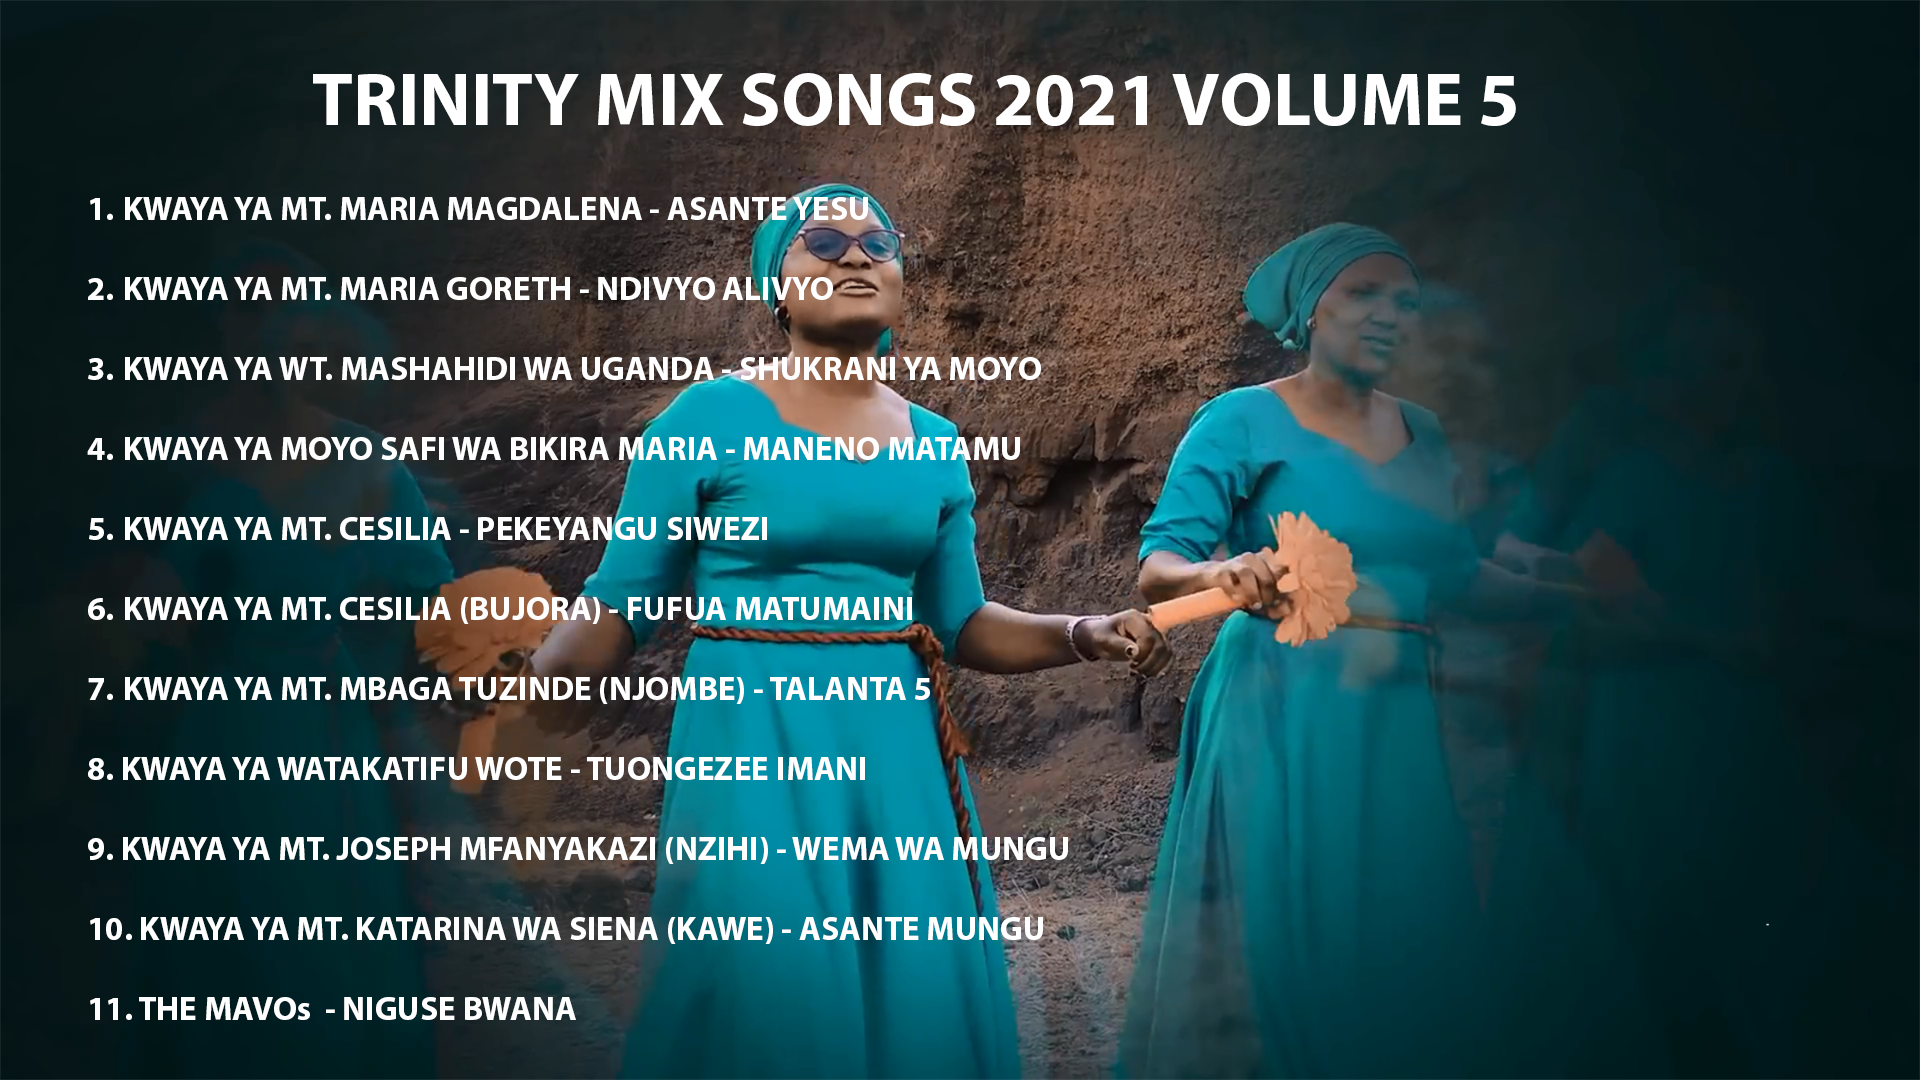 TRINITY MIX SONGS 2021 VOLUME 5
1. KWAYA YA MT. MARIA MAGDALENA - ASANTE YESU
2. KWAYA YA MT. MARIA GORETH - NDIVYO ALIVYO
3. KWAYA YA WT. MASHAHIDI WA UGANDA - SHUKRANI YA MOYO
4. KWAYA YA MOYO SAFI WA BIKIRA MARIA - MANENO MATAMU
5. KWAYA YA MT. CESILIA - PEKEYANGU SIWEZI
6. KWAYA YA MT. CESILIA (BUJORA) - FUFUA MATUMAINI
7. KWAYA YA MT. MBAGA TUZINDE (NJOMBE) - TALANTA 5
8. KWAYA YA WATAKATIFU WOTE - TUONGEZEE IMANI
9. KWAYA YA MT. JOSEPH MFANYAKAZI (NZIHI) - WEMA WA MUNGU
10. KWAYA YA MT. KATARINA WA SIENA (KAWE) - ASANTE MUNGU
11. THE MAVOs - NIGUSE BWANA